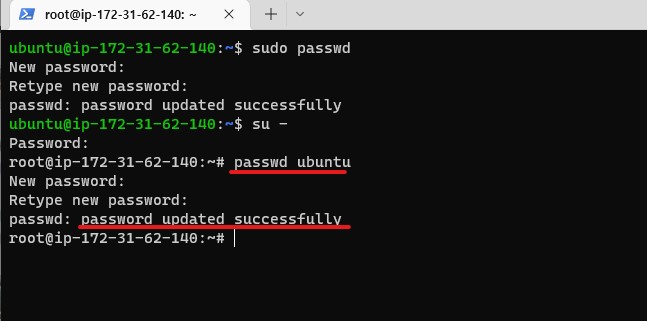 root@ip-172-31-62-140: ~
ubuntu@ip-172-31-62-140:~$ sudo passwd
New password:
Retype new password:
passwd: password updated successfully
ubuntu@ip-172-31-62-140:~$ su -
Password:
root@ip-172-31-62-140:~# passwd ubuntu
New password:
Retype new password:
passwd: password updated successfully
root@ip-172-31-62-140:~#